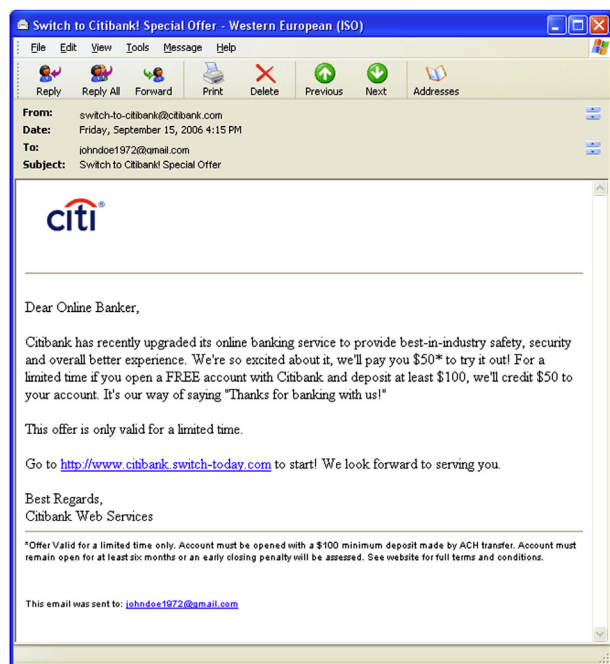 Switch to Citibank! Special Offer - Western European (ISO)
File Edit View Tools Message Help
Reply Reply All Forward Print Delete Previous Next Addresses
From: switch-to-citibank@citibank.com
Date: Friday, September 15, 2006 4:15 PM
To: johndoe1972@gmail.com
Subject: Switch to Citibank! Special Offer
citi®
Dear Online Banker,
Citibank has recently upgraded its online banking service to provide best-in-industry safety, security
and overall better experience. We're so excited about it, we'll pay you $50* to try it out! For a
limited time if you open a FREE account with Citibank and deposit at least $100, we'll credit $50 to
your account. It's our way of saying "Thanks for banking with us!"
This offer is only valid for a limited time.
Go to http://www.citibank.switch-today.com to start! We look forward to serving you.
Best Regards,
Citibank Web Services
*Offer Valid for a limited time only. Account must be opened with a $100 minimum deposit made by ACH transfer. Account must
remain open for at least six months or an early closing penalty will be assessed. See website for full terms and conditions.
This email was sent to: johndoe1972@gmail.com